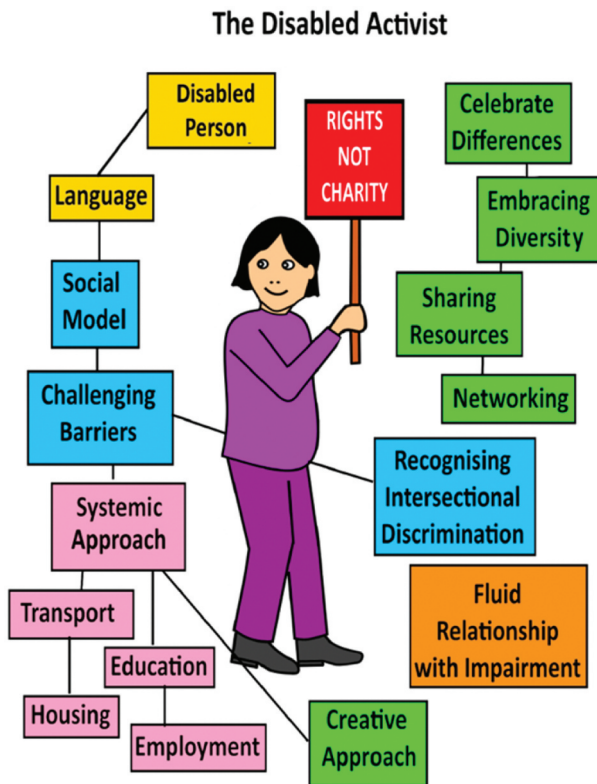 The Disabled Activist
Disabled
Person
Language
Social
Model
Challenging
Barriers
Systemic
Approach
Transport
Housing
Education
Employment
RIGHTS
NOT
CHARITY
Celebrate
Differences
Embracing
Diversity
Sharing
Resources
Networking
Recognising
Intersectional
Discrimination
Fluid
Relationship
with Impairment
Creative
Approach